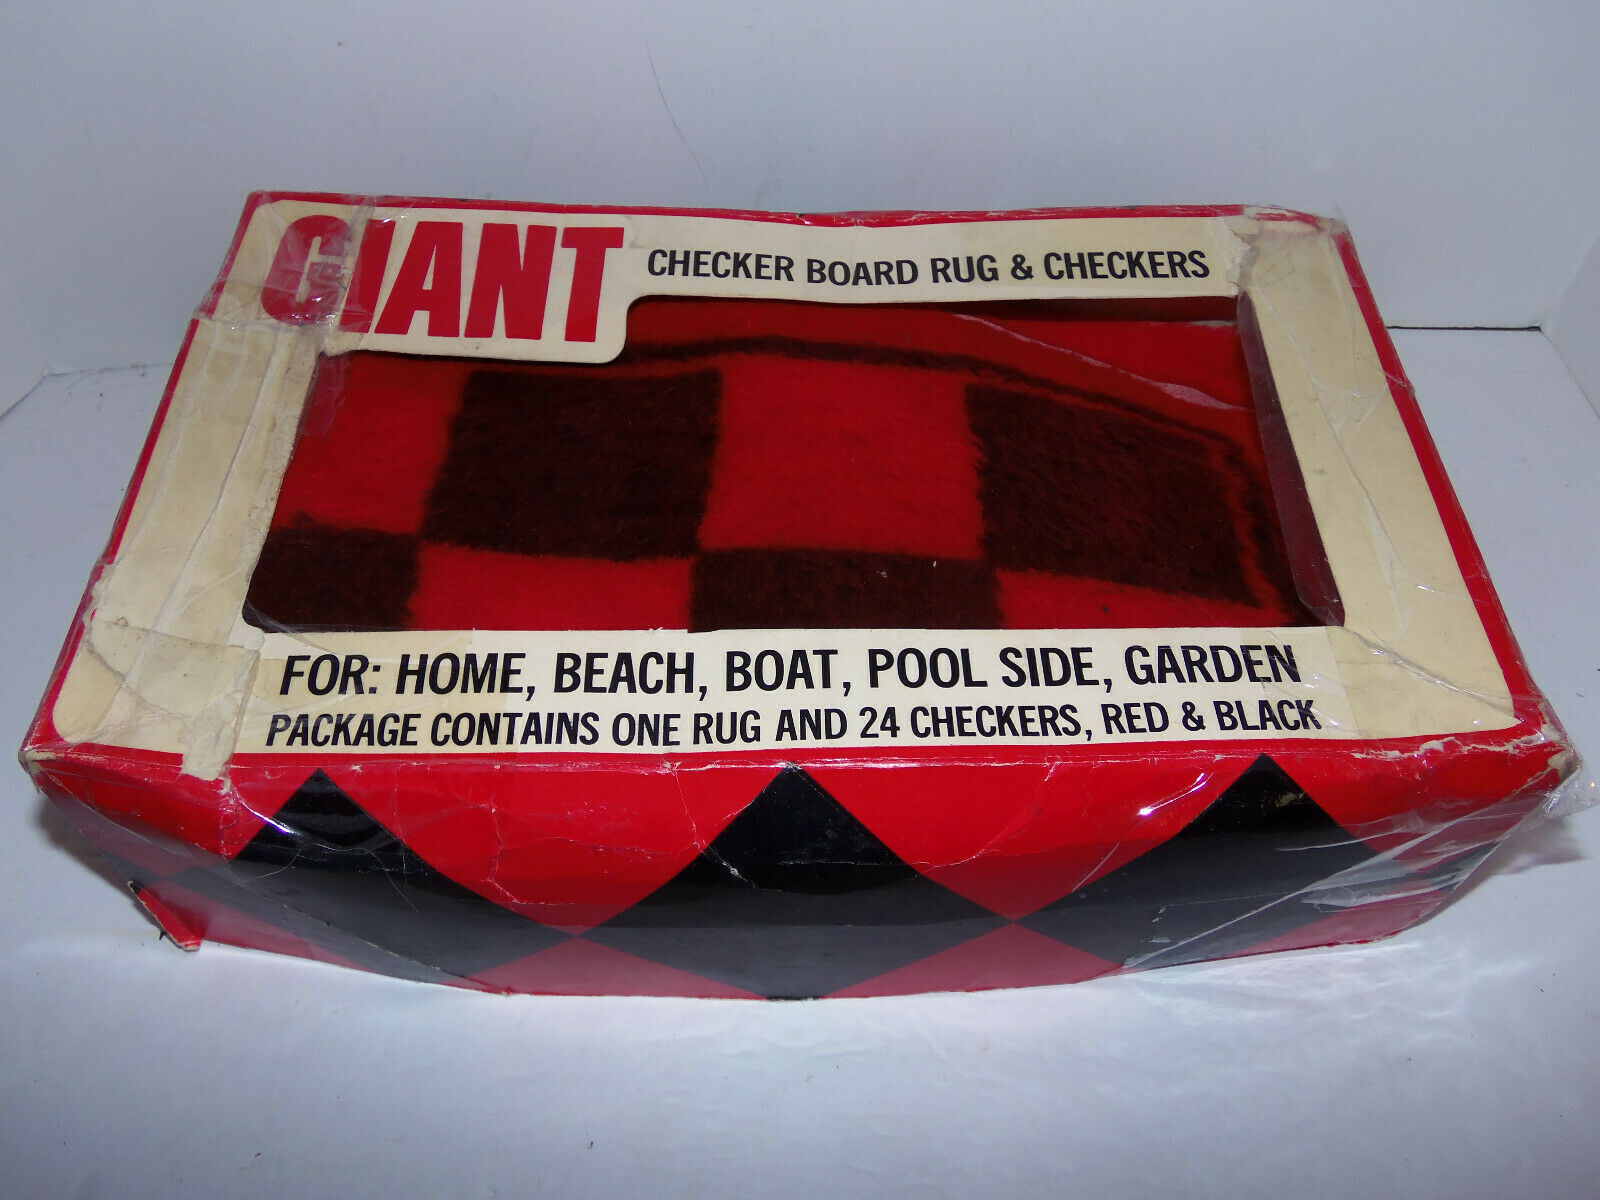 GIANT
CHECKER BOARD RUG & CHECKERS
FOR: HOME, BEACH, BOAT, POOL SIDE, GARDEN
PACKAGE CONTAINS ONE RUG AND 24 CHECKERS, RED & BLACK